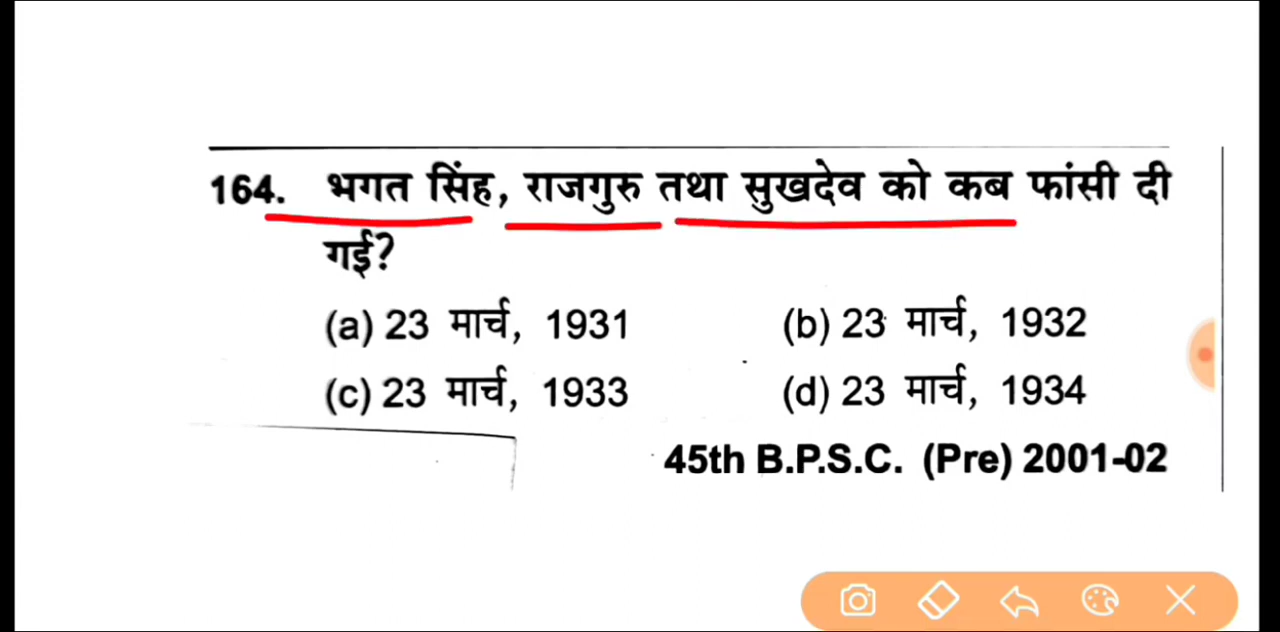 164. भगत सिंह, राजगुरु तथा सुखदेव को कब फांसी दी
गई?
(a) 23 मार्च, 1931 (b) 23 मार्च, 1932
(c) 23 मार्च, 1933 (d) 23 मार्च, 1934
45th B.P.S.C. (Pre) 2001-02